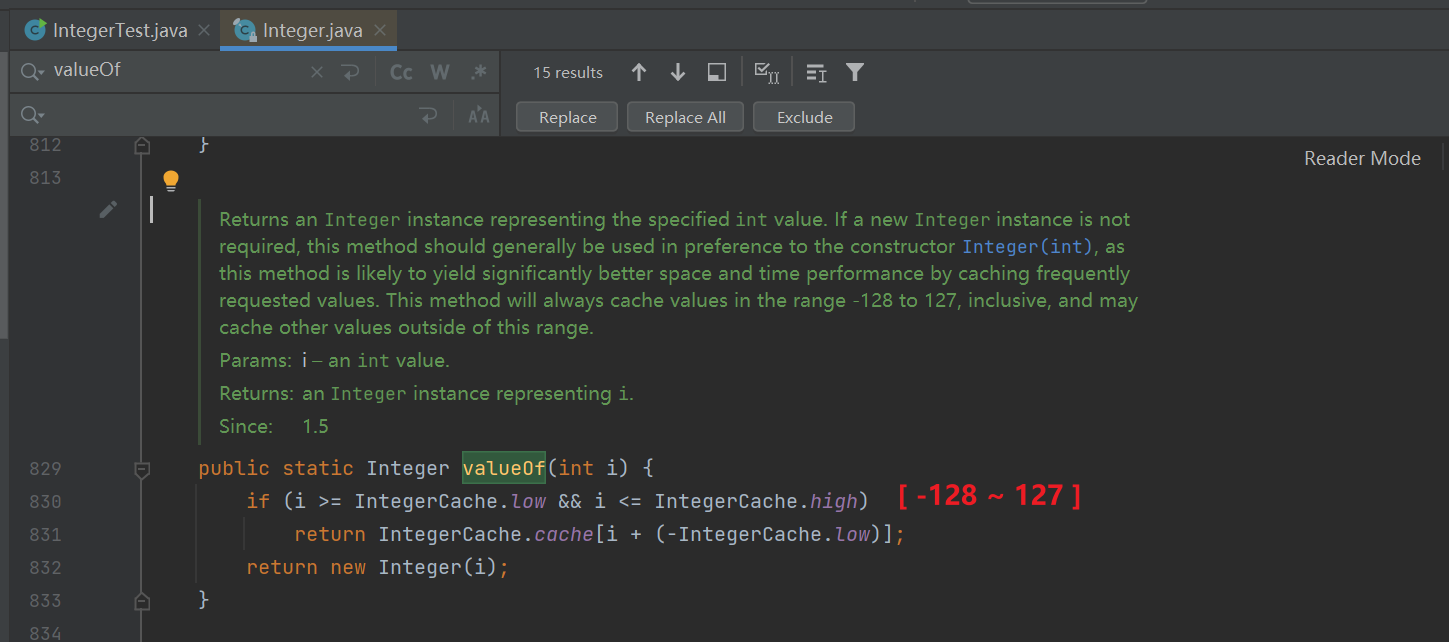 IntegerTest.java Integer.java
valueOf Cc W .* 15 results
Replace Replace All Exclude
812 }
Reader Mode
813
Returns an Integer instance representing the specified int value. If a new Integer instance is not
required, this method should generally be used in preference to the constructor Integer(int), as
this method is likely to yield significantly better space and time performance by caching frequently
requested values. This method will always cache values in the range -128 to 127, inclusive, and may
cache other values outside of this range.
Params: i – an int value.
Returns: an Integer instance representing i.
Since: 1.5
829 public static Integer valueOf(int i) {
830 if (i >= IntegerCache.low && i <= IntegerCache.high) [ -128 ~ 127 ]
831 return IntegerCache.cache[i + (-IntegerCache.low)];
832 return new Integer(i);
833 }
834